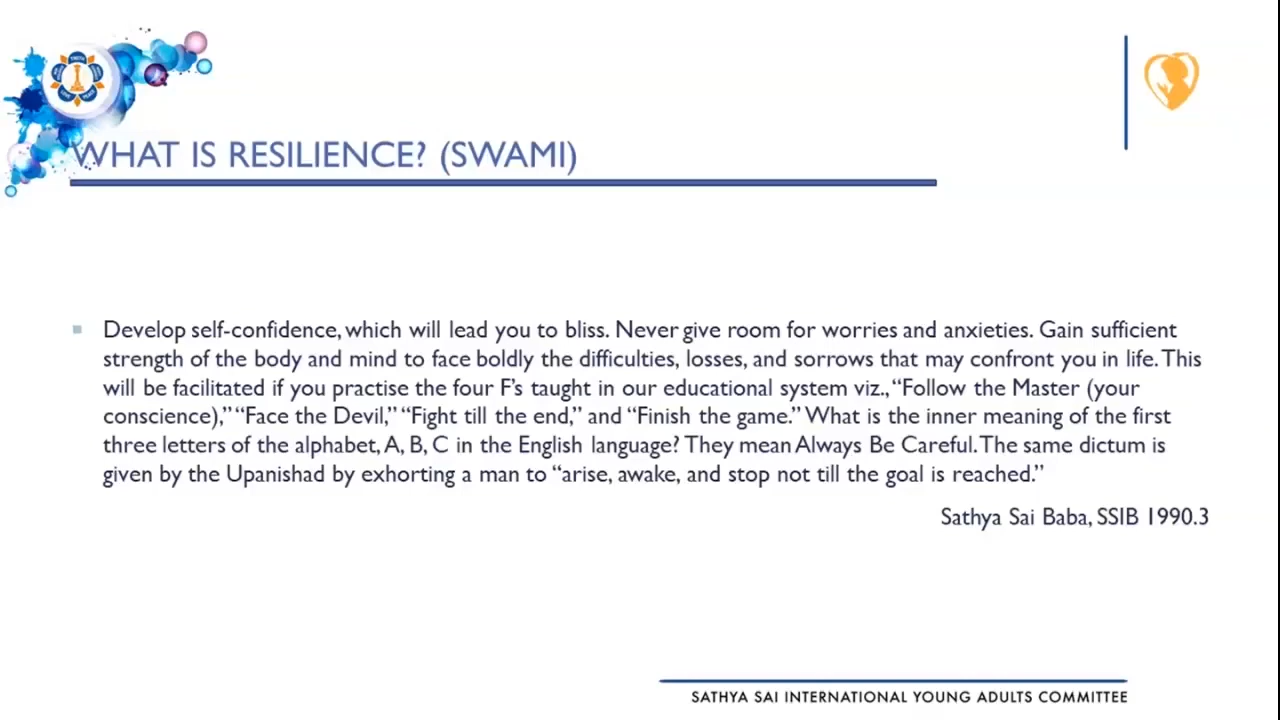 WHAT IS RESILIENCE? (SWAMI)
Develop self-confidence, which will lead you to bliss. Never give room for worries and anxieties. Gain sufficient
strength of the body and mind to face boldly the difficulties, losses, and sorrows that may confront you in life. This
will be facilitated if you practise the four F's taught in our educational system viz., “Follow the Master (your
conscience),” “Face the Devil,” “Fight till the end,” and “Finish the game.” What is the inner meaning of the first
three letters of the alphabet, A, B, C in the English language? They mean Always Be Careful. The same dictum is
given by the Upanishad by exhorting a man to “arise, awake, and stop not till the goal is reached.”
Sathya Sai Baba, SSIB 1990.3
SATHYA SAI INTERNATIONAL YOUNG ADULTS COMMITTEE